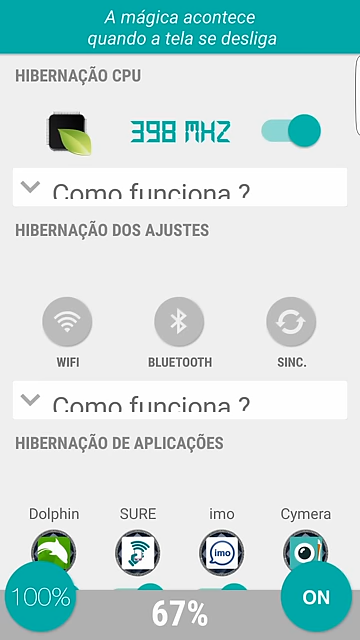 A mágica acontece
quando a tela se desliga
HIBERNAÇÃO CPU
398 MHZ
Como funciona ?
HIBERNAÇÃO DOS AJUSTES
WIFI BLUETOOTH SINC.
Como funciona ?
HIBERNAÇÃO DE APLICAÇÕES
Dolphin SURE imo Cymera
imo
100% 67% ON